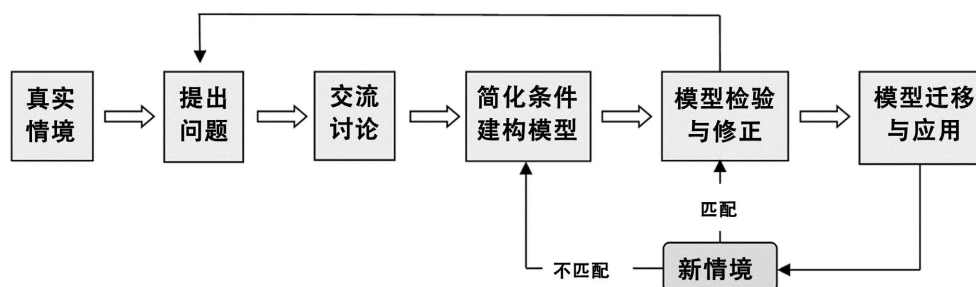 真实
情境
提出
问题
交流
讨论
简化条件
建构模型
模型检验
与修正
模型迁移
与应用
匹配
不匹配
新情境